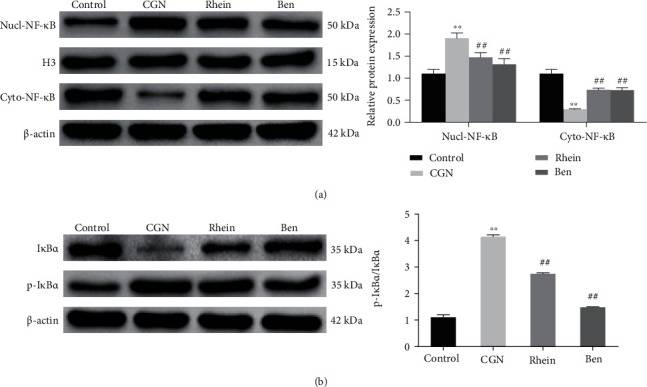 Control CGN Rhein Ben
Nucl-NF-κB 50 kDa
H3 15 kDa
Cyto-NF-κB 50 kDa
β-actin 42 kDa
Relative protein expression
2.5
2.0
1.5
1.0
0.5
0.0
** ## ##
** ## ##
Nucl-NF-κB Cyto-NF-κB
Control Rhein
CGN Ben
(a)
Control CGN Rhein Ben
IκBα 35 kDa
p-IκBα 35 kDa
β-actin 42 kDa
p-IκBα/IκBα
5
4
3
2
1
0
**
##
##
Control CGN Rhein Ben
(b)